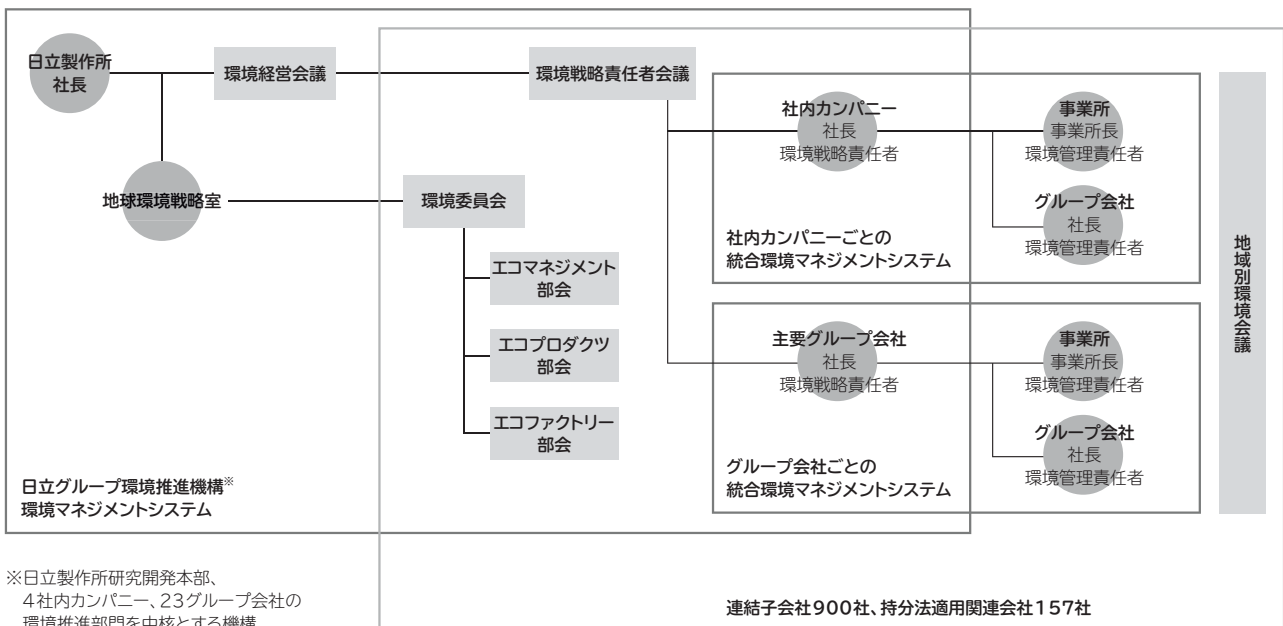 日立製作所
社長
環境経営会議
環境戦略責任者会議
地球環境戦略室
環境委員会
エコマネジメント
部会
エコプロダクツ
部会
エコファクトリー
部会
社内カンパニー
社長
環境戦略責任者
事業所
事業所長
環境管理責任者
グループ会社
社長
環境管理責任者
社内カンパニーごとの
統合環境マネジメントシステム
主要グループ会社
社長
環境戦略責任者
事業所
事業所長
環境管理責任者
グループ会社
社長
環境管理責任者
グループ会社ごとの
統合環境マネジメントシステム
地域別環境会議
日立グループ環境推進機構※
環境マネジメントシステム
※日立製作所研究開発本部、
4社内カンパニー、23グループ会社の
環境推進部門を中核とする機構
連結子会社900社、持分法適用関連会社157社